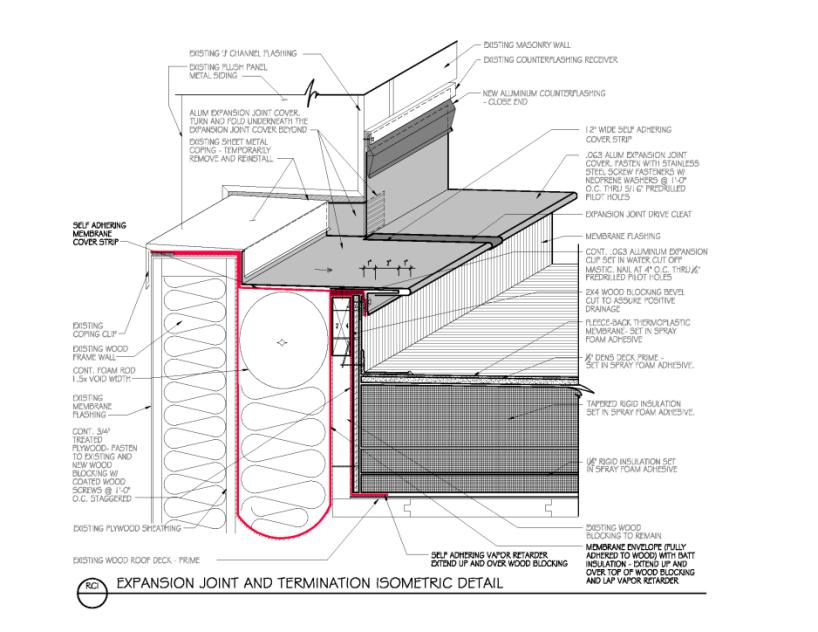 EXISTING 'J' CHANNEL FLASHING
EXISTING FLUSH PANEL
METAL SIDING
ALUM EXPANSION JOINT COVER,
TURN AND FOLD UNDERNEATH THE
EXPANSION JOINT COVER BEYOND
EXISTING SHEET METAL
COPING - TEMPORARILY
REMOVE AND REINSTALL
SELF ADHERING
MEMBRANE
COVER STRIP
EXISTING
COPING CLIP
EXISTING WOOD
FRAME WALL
CONT. FOAM ROD
1.5x VOID WIDTH
EXISTING
MEMBRANE
FLASHING
CONT. 3/4"
TREATED
PLYWOOD- FASTEN
TO EXISTING AND
NEW WOOD
BLOCKING W/
COATED WOOD
SCREWS @ 1'-0"
O.C. STAGGERED
EXISTING PLYWOOD SHEATHING
EXISTING WOOD ROOF DECK - PRIME
EXISTING MASONRY WALL
EXISTING COUNTERFLASHING RECEIVER
NEW ALUMINUM COUNTERFLASHING
- CLOSE END
12" WIDE SELF ADHERING
COVER STRIP
.063 ALUM EXPANSION JOINT
COVER, FASTEN WITH STAINLESS
STEEL SCREW FASTENERS W/
NEOPRENE WASHERS @ 1'-0"
O.C. THRU 5/16" PREDRILLED
PILOT HOLES
EXPANSION JOINT DRIVE CLEAT
MEMBRANE FLASHING
CONT. .063 ALUMINUM EXPANSION
CLIP SET IN WATER CUT OFF
MASTIC. NAIL AT 4" O.C. THRU
PREDRILLED PILOT HOLES
2X4 WOOD BLOCKING BEVEL
CUT TO ASSURE POSITIVE
DRAINAGE
FLEECE-BACK THERMOPLASTIC
MEMBRANE- SET IN SPRAY
FOAM ADHESIVE
DENS DECK PRIME -
SET IN SPRAY FOAM ADHESIVE.
TAPERED RIGID INSULATION
SET IN SPRAY FOAM ADHESIVE.
RIGID INSULATION SET
IN SPRAY FOAM ADHESIVE
EXISTING WOOD
BLOCKING TO REMAIN
MEMBRANE ENVELOPE (FULLY
ADHERED TO WOOD) WITH BATT
INSULATION - EXTEND UP AND
OVER TOP OF WOOD BLOCKING
AND LAP VAPOR RETARDER
SELF ADHERING VAPOR RETARDER
EXTEND UP AND OVER WOOD BLOCKING
RCI
EXPANSION JOINT AND TERMINATION ISOMETRIC DETAIL